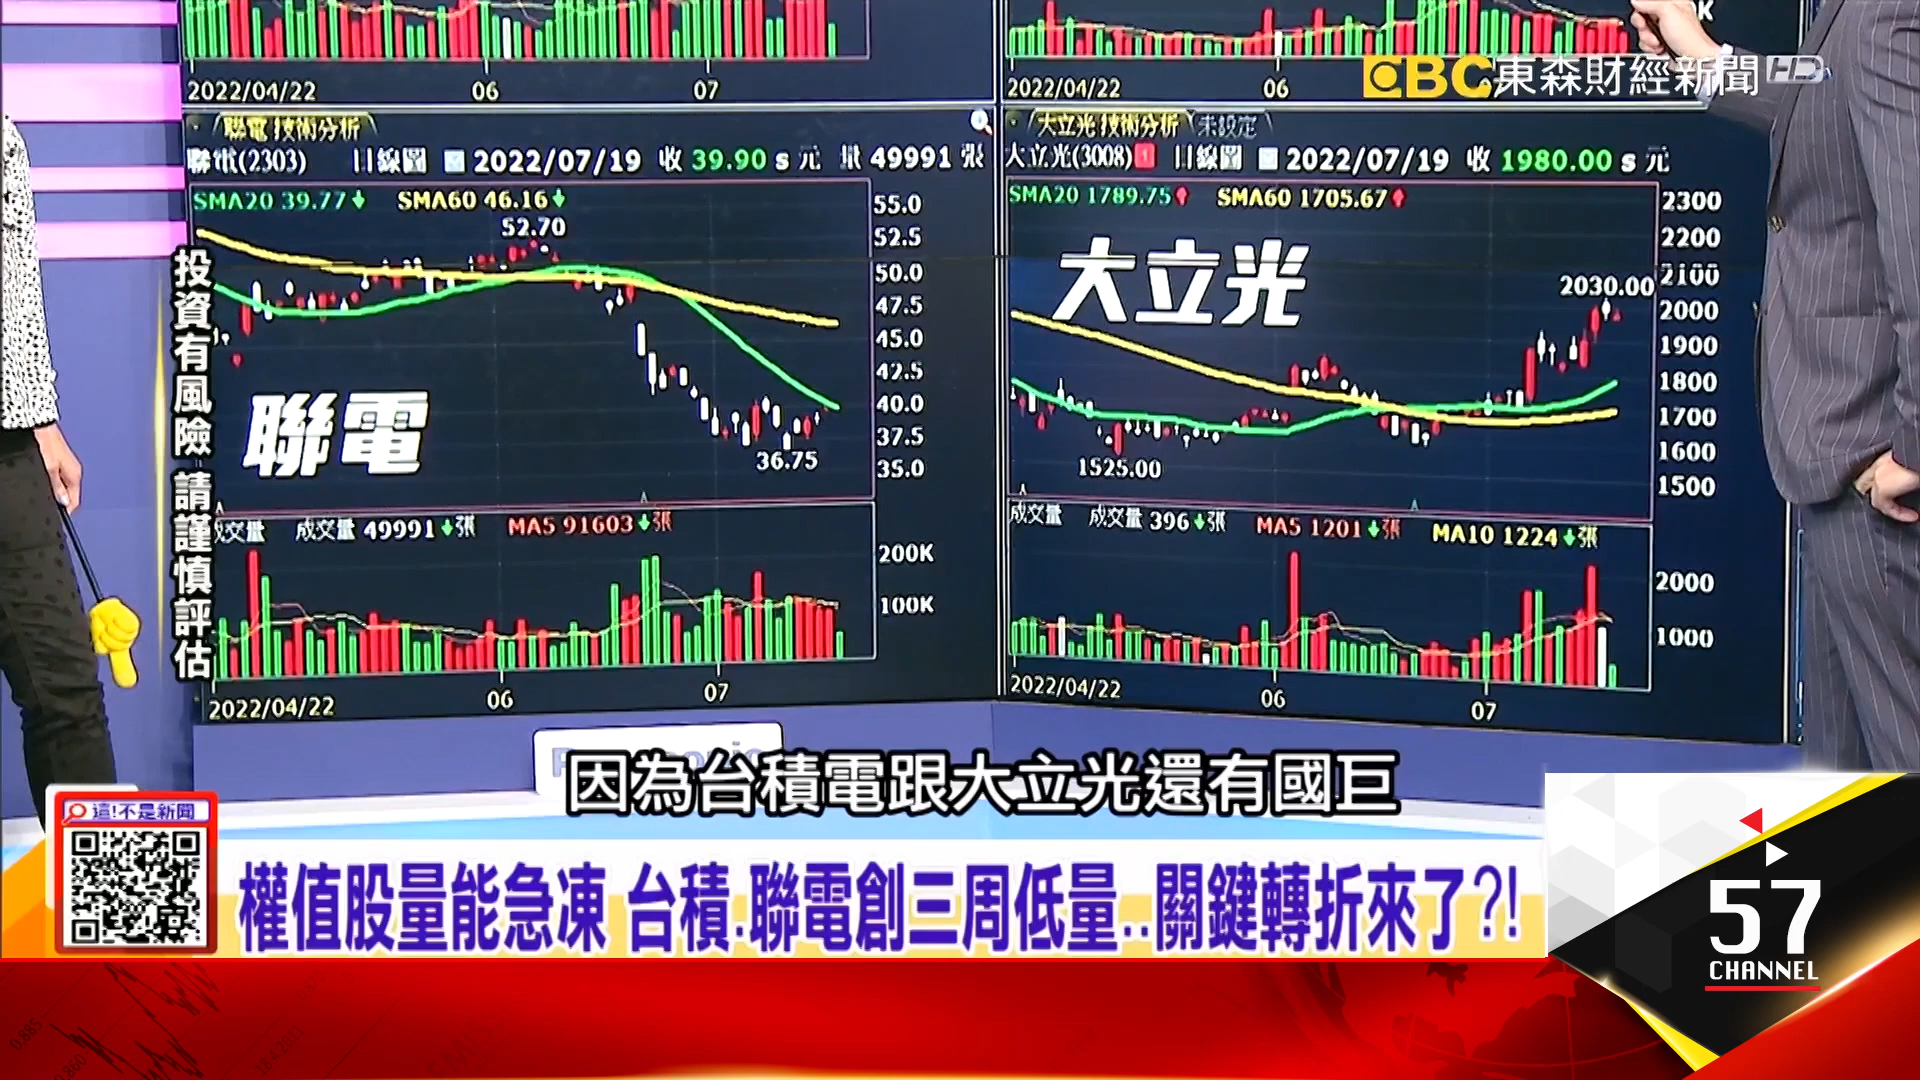 2022/04/22 06 07
2022/04/22 06
EBC東森財經新聞HD
聯電 技術分析
聯電(2303) 日線圖 2022/07/19 收 39.90 s 元 量 49991 張
SMA20 39.77↓ SMA60 46.16↓
52.70
55.0
52.5
50.0
47.5
45.0
42.5
40.0
37.5
35.0
聯電
36.75
成交量 成交量 49991↓張 MA5 91603↓張
200K
100K
2022/04/22 06 07
大立光 技術分析 未設定
大立光(3008) 日線圖 2022/07/19 收 1980.00 s 元
SMA20 1789.75↑ SMA60 1705.67↑
2300
2200
2100
2000
1900
1800
1700
1600
1500
大立光
2030.00
1525.00
成交量 成交量 396↓張 MA5 1201↓張 MA10 1224↓張
2000
1000
2022/04/22 06 07
投資有風險 請謹慎評估
因為台積電跟大立光還有國巨
這!不是新聞
權值股量能急凍 台積.聯電創三周低量..關鍵轉折來了?!
57
CHANNEL